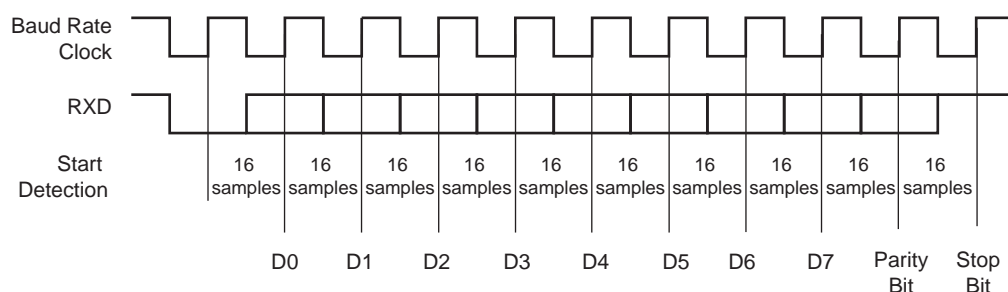 Baud Rate
Clock
RXD
Start
Detection
16
samples
16
samples
16
samples
16
samples
16
samples
16
samples
16
samples
16
samples
16
samples
16
samples
D0
D1
D2
D3
D4
D5
D6
D7
Parity
Bit
Stop
Bit